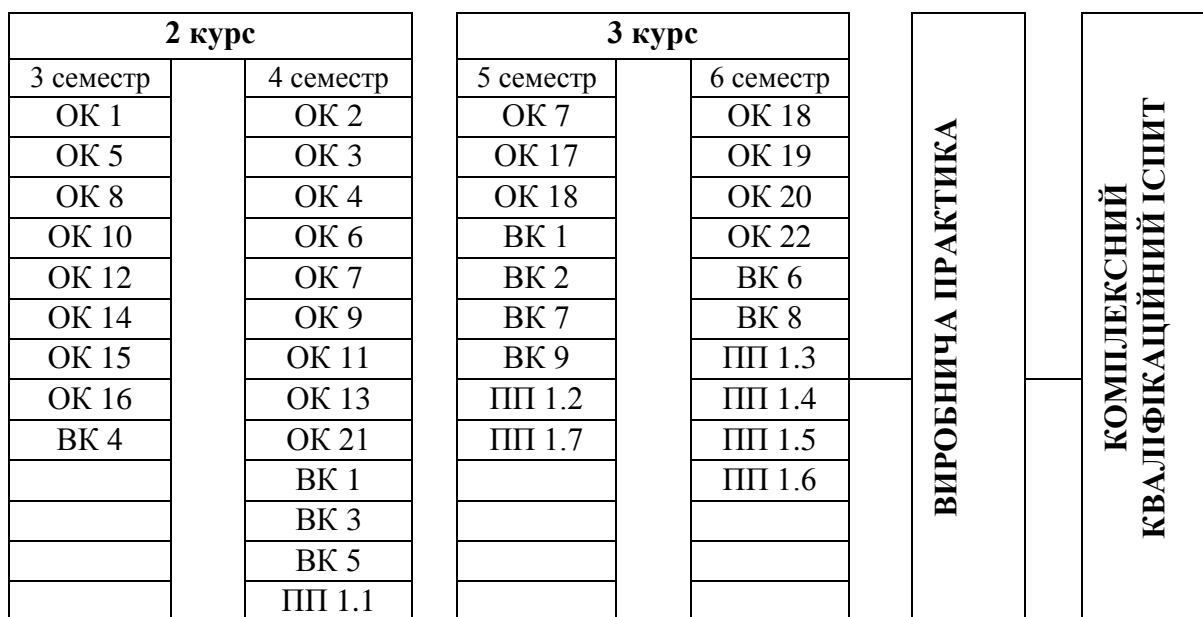 2 курс
3 курс
3 семестр
4 семестр
5 семестр
6 семестр
ОК 1
ОК 2
ОК 7
ОК 18
ОК 5
ОК 3
ОК 17
ОК 19
ОК 8
ОК 4
ОК 18
ОК 20
ОК 10
ОК 6
ВК 1
ОК 22
ОК 12
ОК 7
ВК 2
ВК 6
ОК 14
ОК 9
ВК 7
ВК 8
ОК 15
ОК 11
ВК 9
ПП 1.3
ОК 16
ОК 13
ПП 1.2
ПП 1.4
ВК 4
ОК 21
ПП 1.7
ПП 1.5
ВК 1
ПП 1.6
ВК 3
ВК 5
ПП 1.1
ВИРОБНИЧА ПРАКТИКА
КОМПЛЕКСНИЙ
КВАЛІФІКАЦІЙНИЙ ІСПИТ